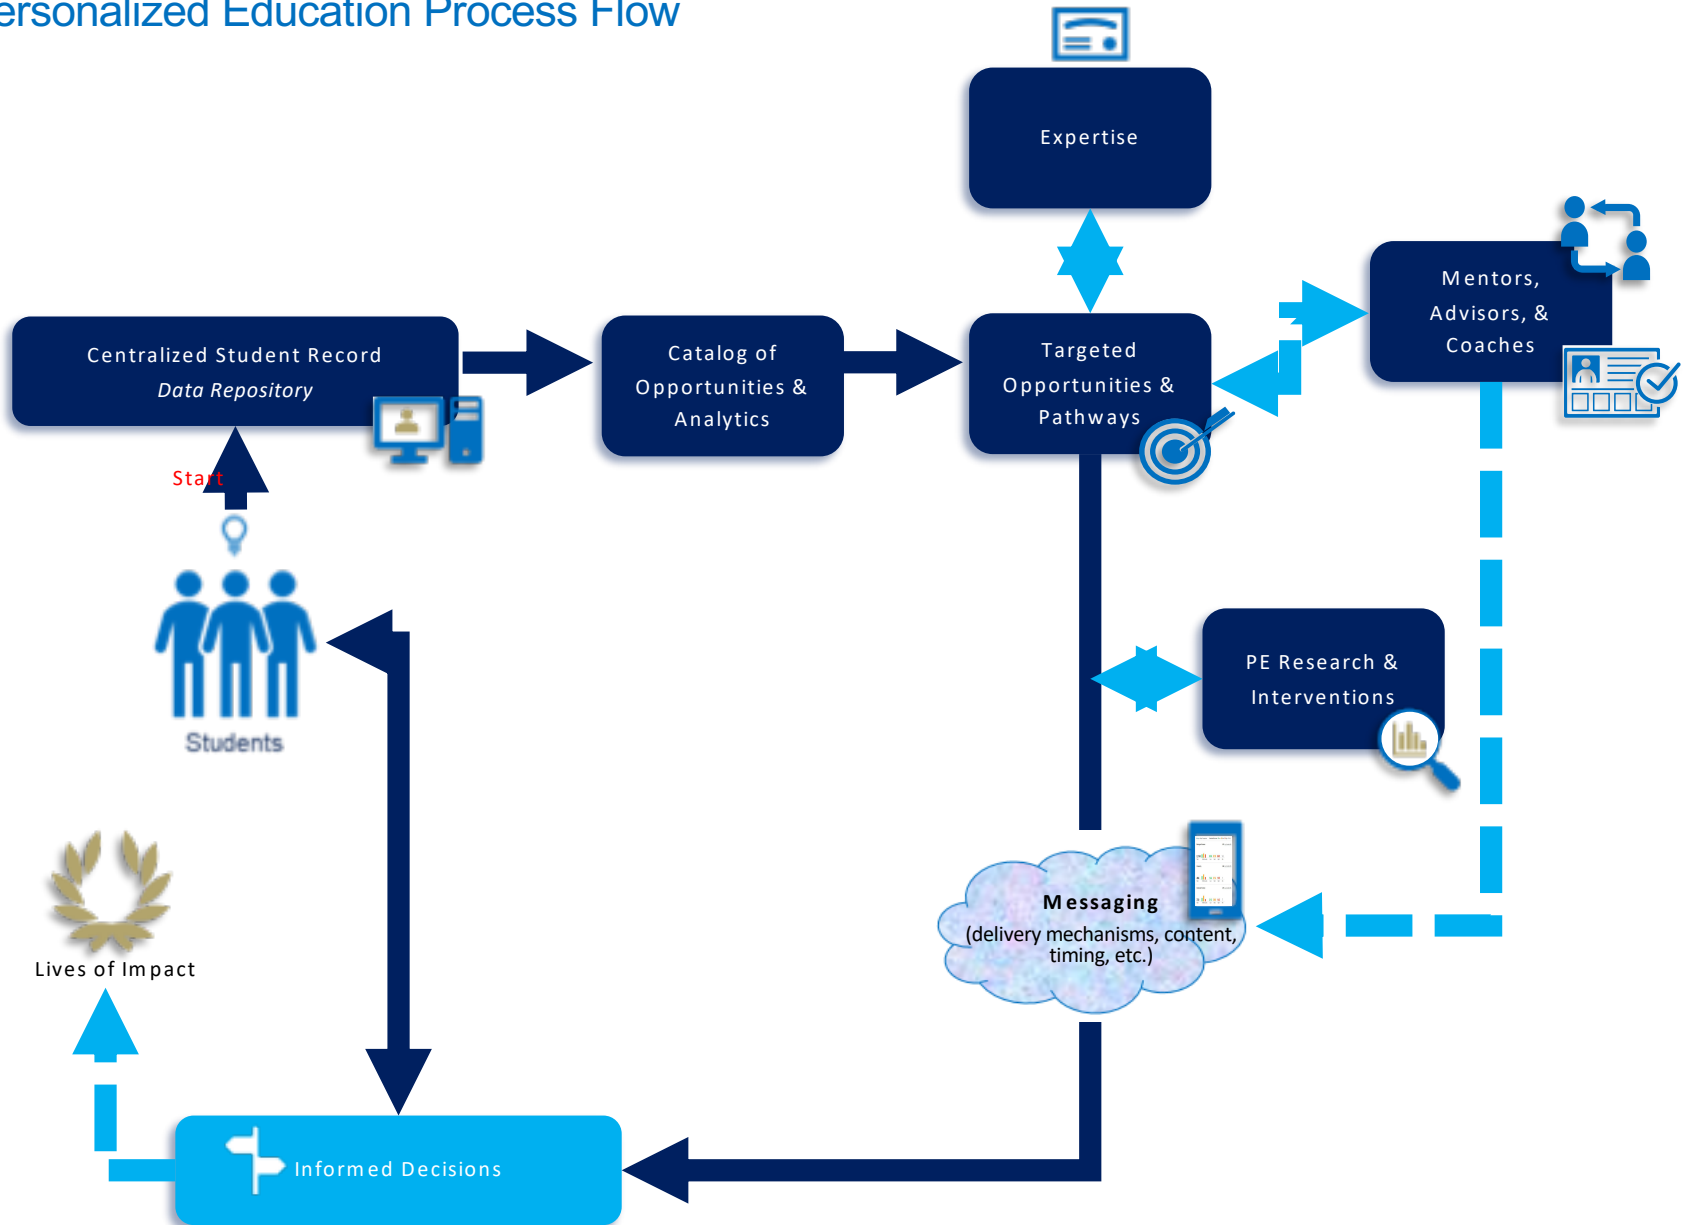 ersonalized Education Process Flow
Expertise
Mentors,
Advisors, &
Coaches
Centralized Student Record
Data Repository
Catalog of
Opportunities &
Analytics
Targeted
Opportunities &
Pathways
Start
Students
PE Research &
Interventions
Messaging
(delivery mechanisms, content,
timing, etc.)
Lives of Impact
Informed Decisions